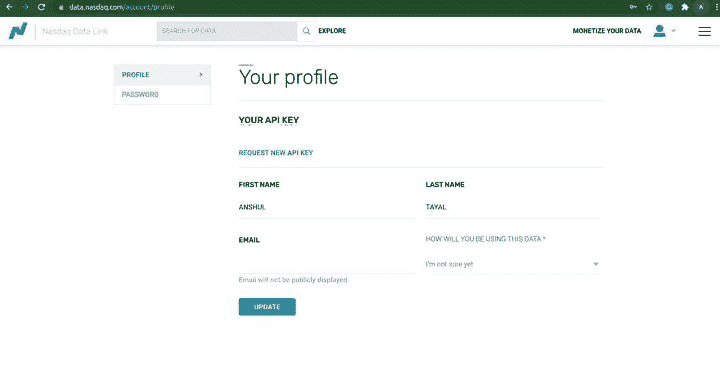 data.nasdaq.com/account/profile
Nasdaq Data Link
SEARCH FOR DATA
EXPLORE
MONETIZE YOUR DATA
PROFILE
PASSWORD
Your profile
YOUR API KEY
REQUEST NEW API KEY
FIRST NAME
LAST NAME
ANSHUL
TAYAL
EMAIL
HOW WILL YOU BE USING THIS DATA *
I'm not sure yet
Email will not be publicly displayed
UPDATE